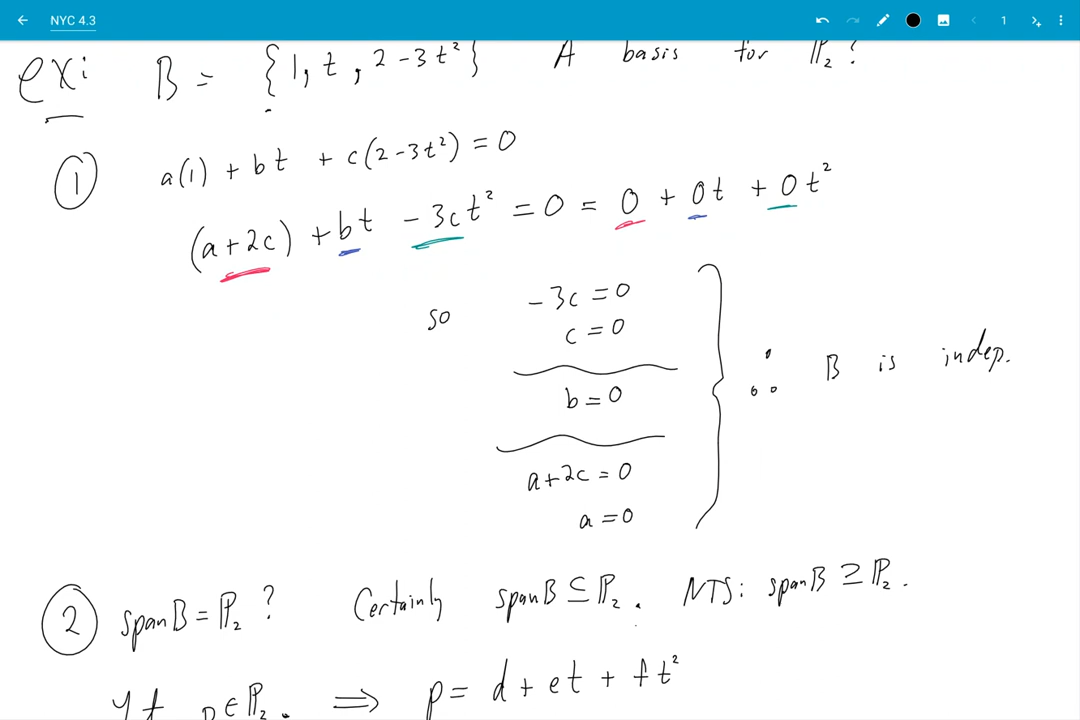 NYC 4.3
1
ex: B = {1, t, 2-3t²} A basis for ℙ₂?
① a(1) + bt + c(2-3t²) = 0
(a+2c) + bt - 3ct² = 0 = 0 + 0t + 0t²
so -3c = 0
c = 0
∴ B is indep.
b = 0
a+2c = 0
a = 0
② span B = ℙ₂? Certainly span B ⊆ ℙ₂. NTS: span B ⊇ ℙ₂.
p ∈ ℙ₂. ⟹ p = d + et + ft²